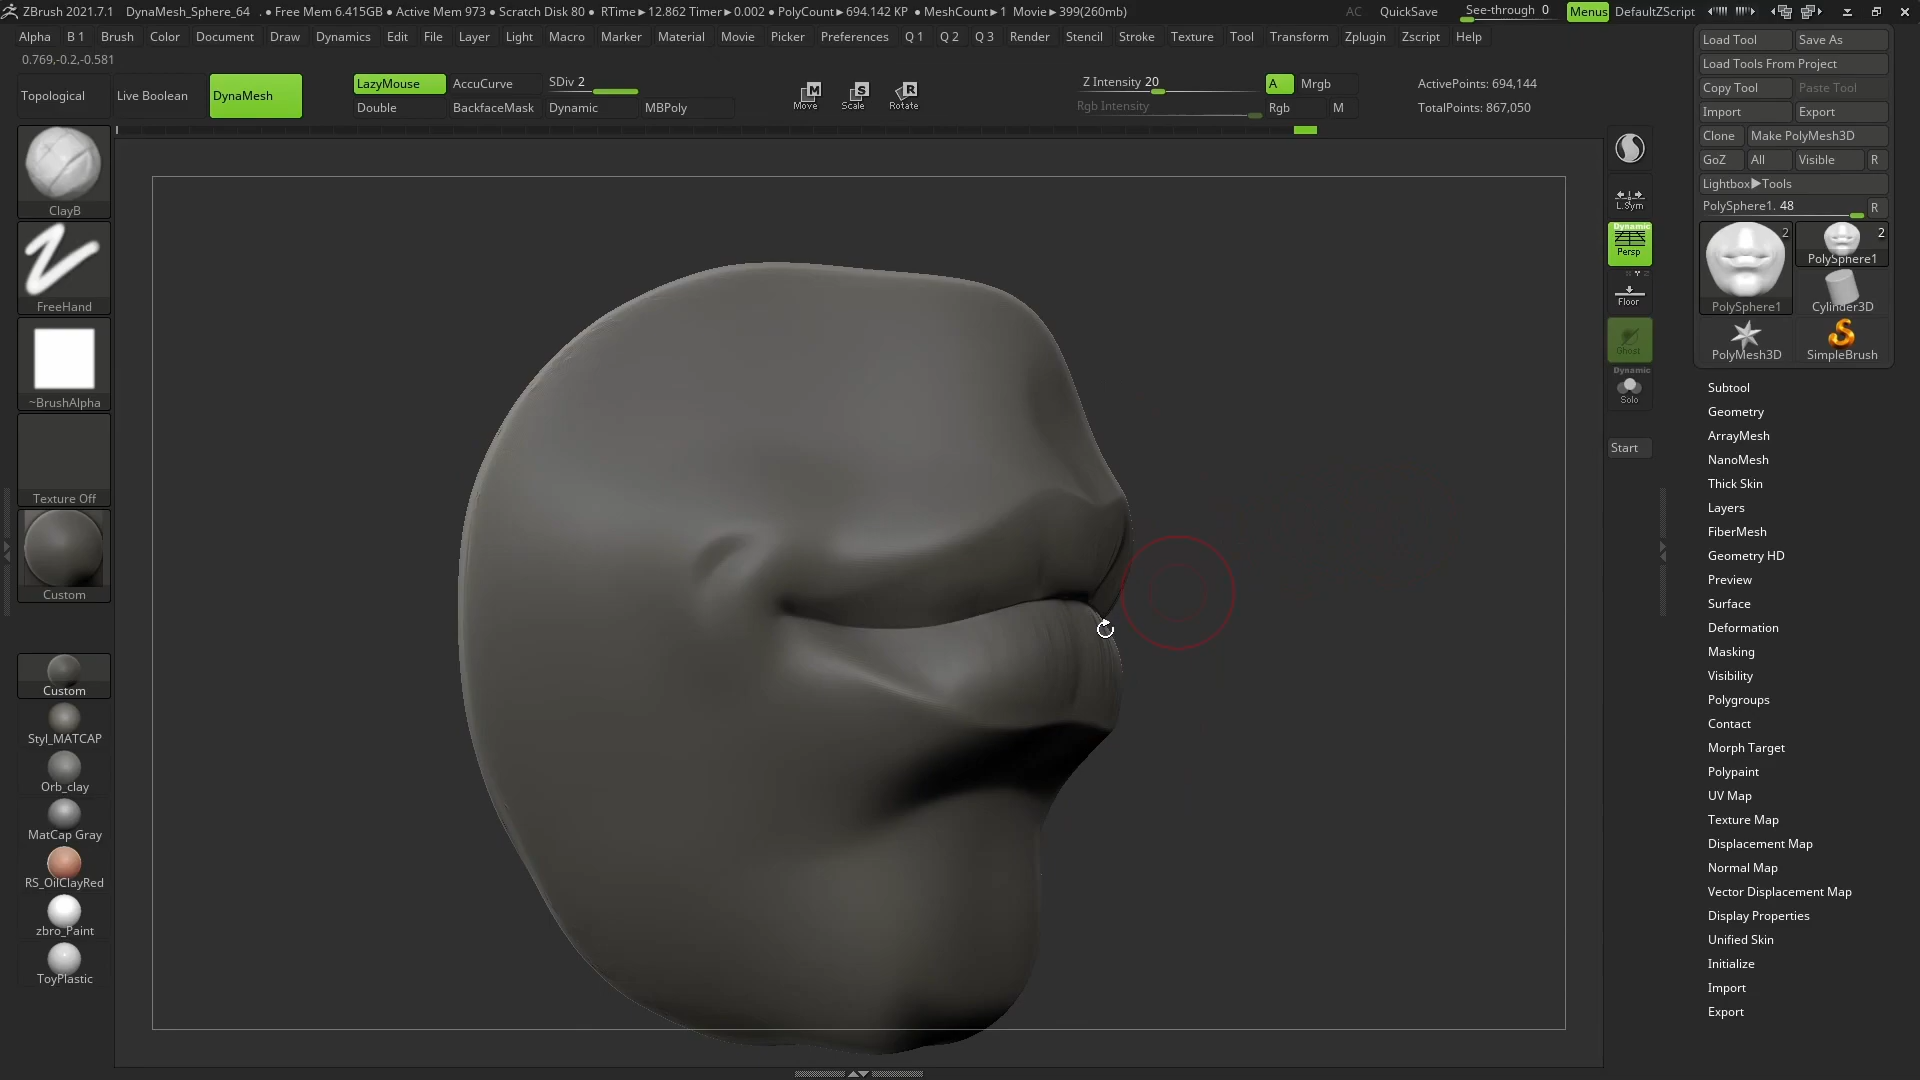 ZBrush 2021.7.1 DynaMesh_Sphere_64 . ● Free Mem 6.415GB ● Active Mem 973 ● Scratch Disk 80 ● RTime►12.862 Timer►0.002 ● PolyCount►694.142 KP ● MeshCount►1 Movie►399(260mb) AC QuickSave See-through 0 Menus DefaultZScript
Alpha B 1 Brush Color Document Draw Dynamics Edit File Layer Light Macro Marker Material Movie Picker Preferences Q 1 Q 2 Q 3 Render Stencil Stroke Texture Tool Transform Zplugin Zscript Help
0.769,-0.2,-0.581
Topological Live Boolean DynaMesh
LazyMouse AccuCurve SDiv 2
Double BackfaceMask Dynamic MBPoly
Move Scale Rotate
Z Intensity 20 A Mrgb
Rgb Intensity Rgb M
ActivePoints: 694,144
TotalPoints: 867,050
ClayB
FreeHand
~BrushAlpha
Texture Off
Custom
Custom
Styl_MATCAP
Orb_clay
MatCap Gray
RS_OilClayRed
zbro_Paint
ToyPlastic
L.Sym
Dynamic
Persp
Floor
Ghost
Dynamic
Solo
Start
Load Tool Save As
Load Tools From Project
Copy Tool Paste Tool
Import Export
Clone Make PolyMesh3D
GoZ All Visible R
Lightbox►Tools
PolySphere1. 48 R
2 2
PolySphere1
PolySphere1 Cylinder3D
PolyMesh3D SimpleBrush
Subtool
Geometry
ArrayMesh
NanoMesh
Thick Skin
Layers
FiberMesh
Geometry HD
Preview
Surface
Deformation
Masking
Visibility
Polygroups
Contact
Morph Target
Polypaint
UV Map
Texture Map
Displacement Map
Normal Map
Vector Displacement Map
Display Properties
Unified Skin
Initialize
Import
Export